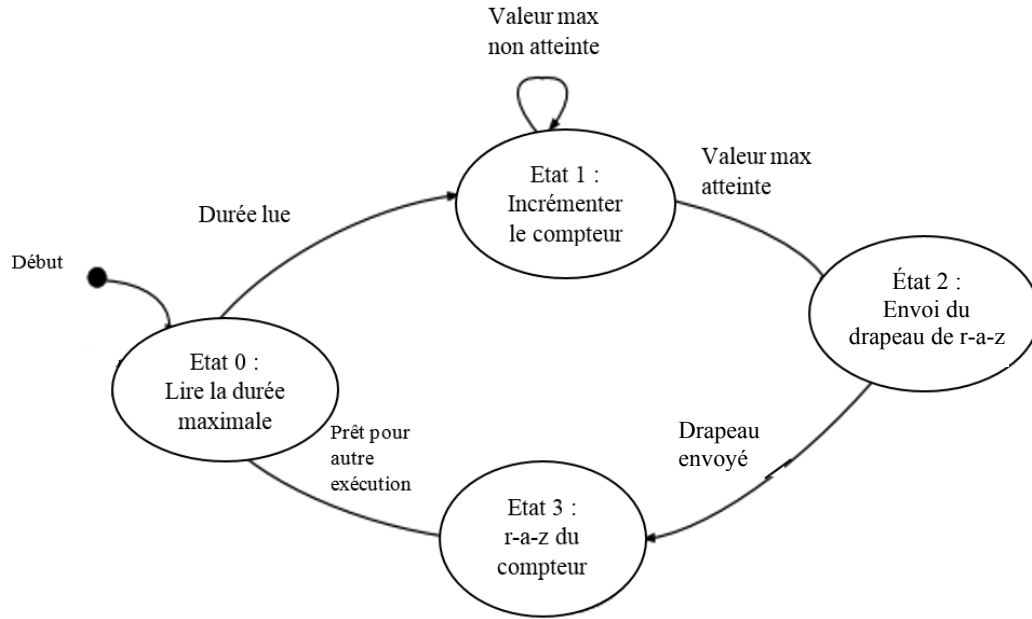 Valeur max
non atteinte
Etat 1 :
Incrémenter
le compteur
Valeur max
atteinte
Durée lue
Début
État 2 :
Envoi du
drapeau de r-a-z
Etat 0 :
Lire la durée
maximale
Prêt pour
autre
exécution
Drapeau
envoyé
Etat 3 :
r-a-z du
compteur